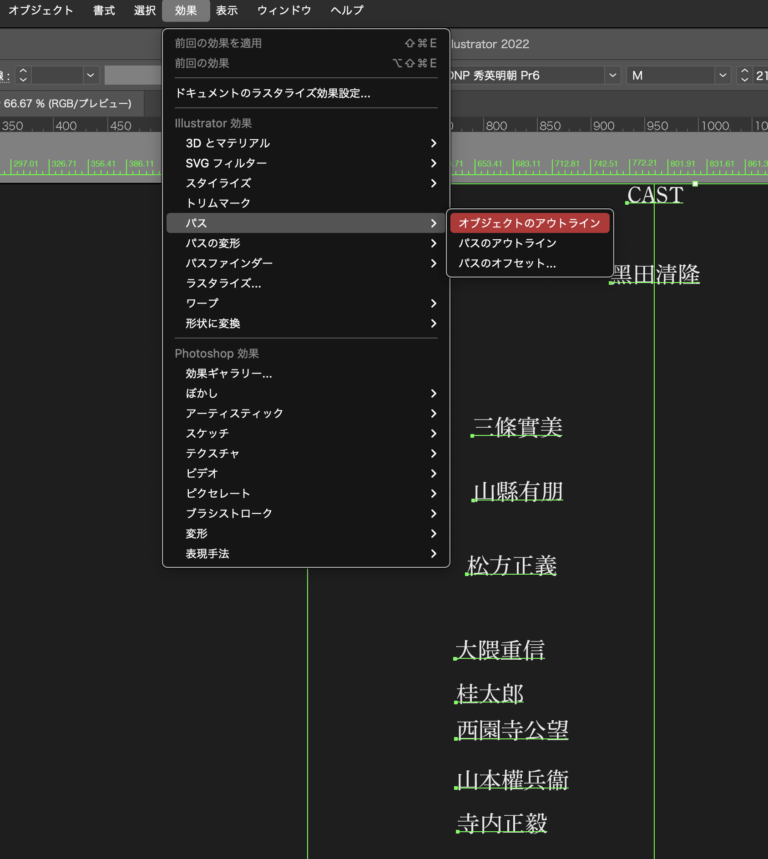 オブジェクト 書式 選択 効果 表示 ウィンドウ ヘルプ
前回の効果を適用 ⇧⌘E
前回の効果 ⌥⇧⌘E
ドキュメントのラスタライズ効果設定...
Illustrator 効果
3D とマテリアル
SVG フィルター
スタイライズ
トリムマーク
パス
パスの変形
パスファインダー
ラスタライズ...
ワープ
形状に変換
Photoshop 効果
効果ギャラリー...
ぼかし
アーティスティック
スケッチ
テクスチャ
ビデオ
ピクセレート
ブラシストローク
変形
表現手法
オブジェクトのアウトライン
パスのアウトライン
パスのオフセット...
lustrator 2022
線 :
DNP 秀英明朝 Pr6 M 21
66.67 % (RGB/プレビュー)
350 400 450 800 850 900 950 1000 10
297.01 326.71 356.41 386.11 .71 653.41 683.11 712.81 742.51 772.21 801.91 831.61 861.3
CAST
黑田清隆
三條實美
山縣有朋
松方正義
大隈重信
桂太郎
西園寺公望
山本權兵衞
寺内正毅